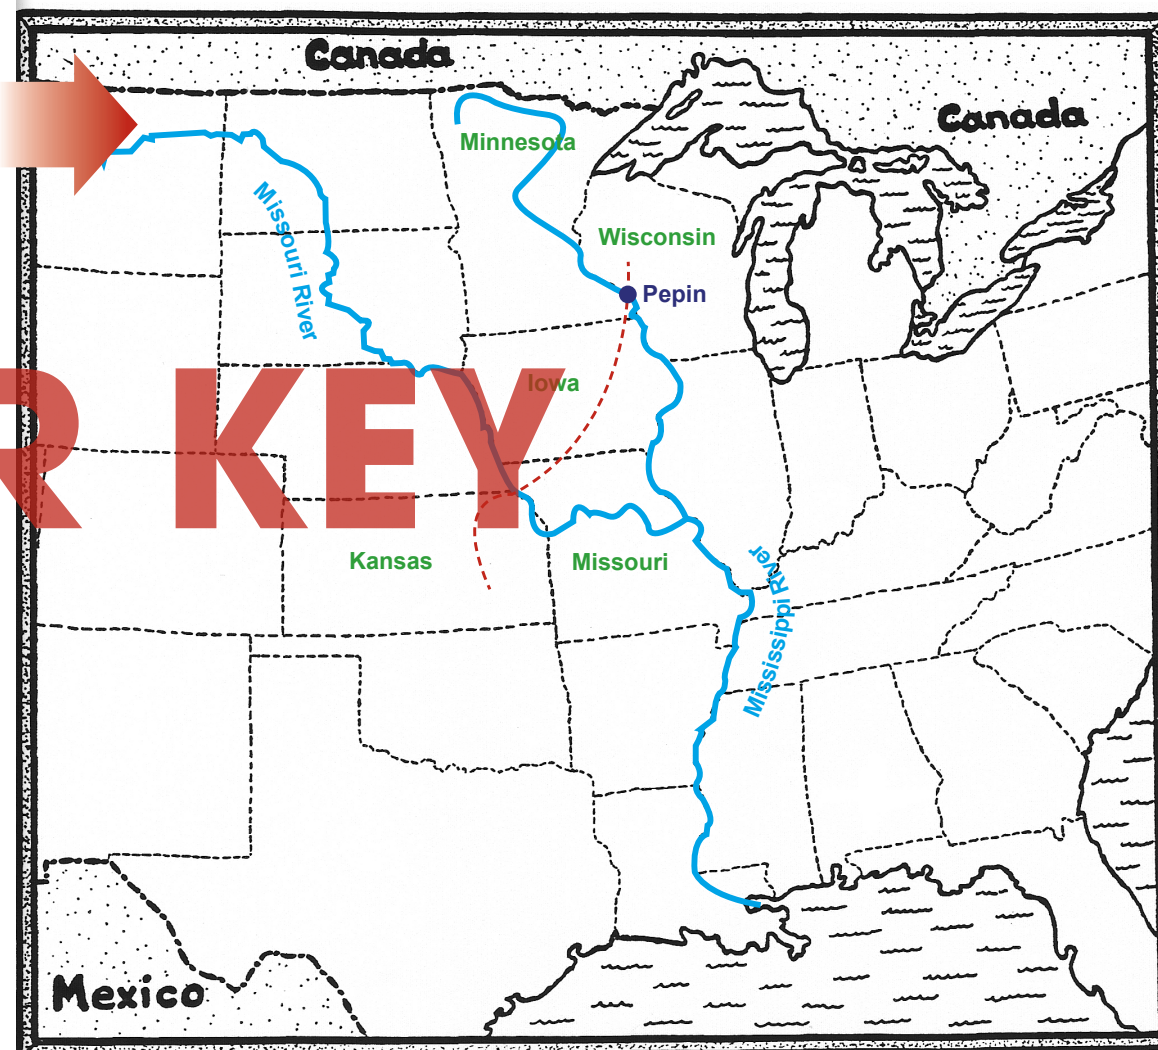 Canada
Canada
Minnesota
Missouri River
Wisconsin
Pepin
R KEY
Iowa
Kansas
Missouri
Mississippi River
Mexico